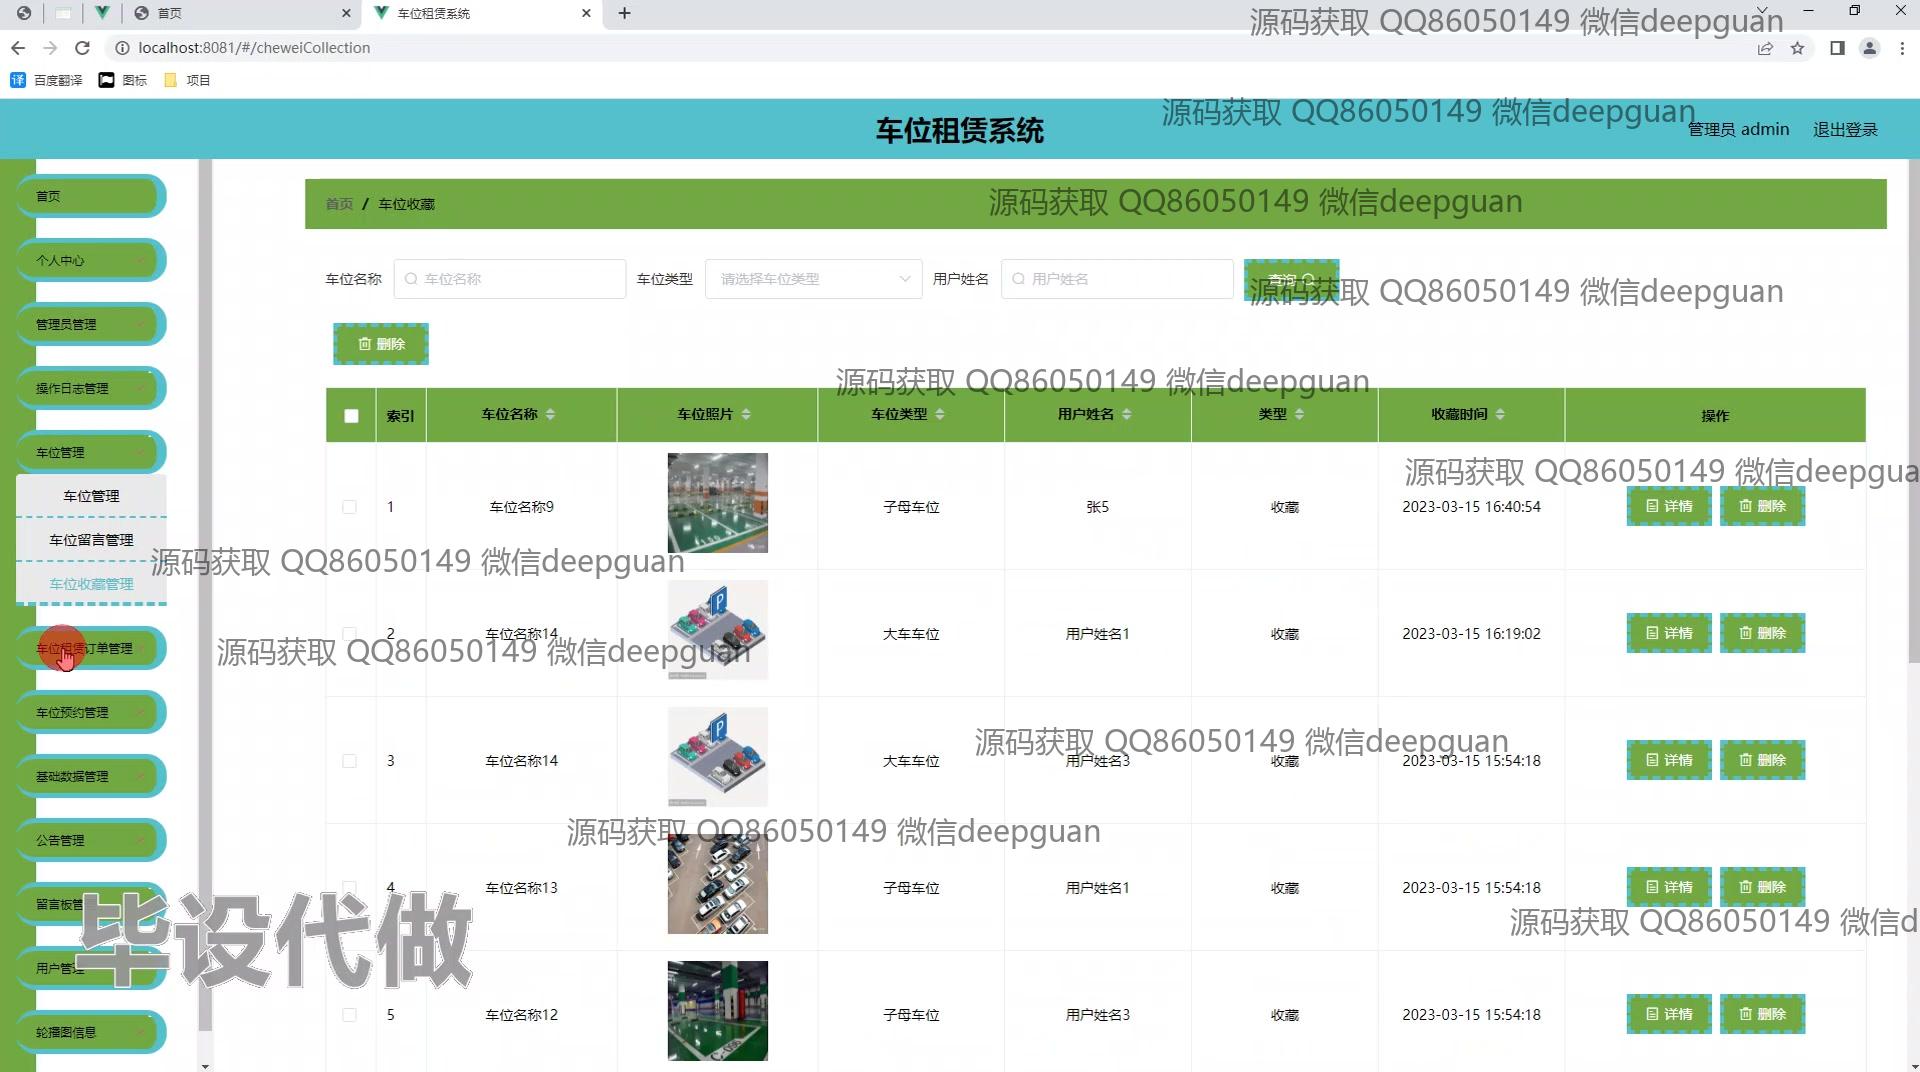 首页
车位租赁系统
源码获取 QQ86050149 微信deepguan
localhost:8081/#/cheweiCollection
百度翻译 图标 项目
车位租赁系统
源码获取 QQ86050149 微信deepguan
管理员 admin 退出登录
首页
个人中心
管理员管理
操作日志管理
车位管理
车位管理
车位留言管理
车位收藏管理
车位租赁订单管理
车位预约管理
基础数据管理
公告管理
留言板管
用户管理
轮播图信息
首页 / 车位收藏
源码获取 QQ86050149 微信deepguan
车位名称 车位名称 车位类型 请选择车位类型 用户姓名 用户姓名 查询
源码获取 QQ86050149 微信deepguan
删除
源码获取 QQ86050149 微信deepguan
索引 车位名称 车位照片 车位类型 用户姓名 类型 收藏时间 操作
源码获取 QQ86050149 微信deepgua
1 车位名称9 子母车位 张5 收藏 2023-03-15 16:40:54 详情 删除
源码获取 QQ86050149 微信deepguan
2 车位名称14 大车车位 用户姓名1 收藏 2023-03-15 16:19:02 详情 删除
源码获取 QQ86050149 微信deepguan
源码获取 QQ86050149 微信deepguan
3 车位名称14 大车车位 用户姓名3 收藏 2023-03-15 15:54:18 详情 删除
源码获取 QQ86050149 微信deepguan
4 车位名称13 子母车位 用户姓名1 收藏 2023-03-15 15:54:18 详情 删除
源码获取 QQ86050149 微信d
毕设代做
5 车位名称12 子母车位 用户姓名3 收藏 2023-03-15 15:54:18 详情 删除